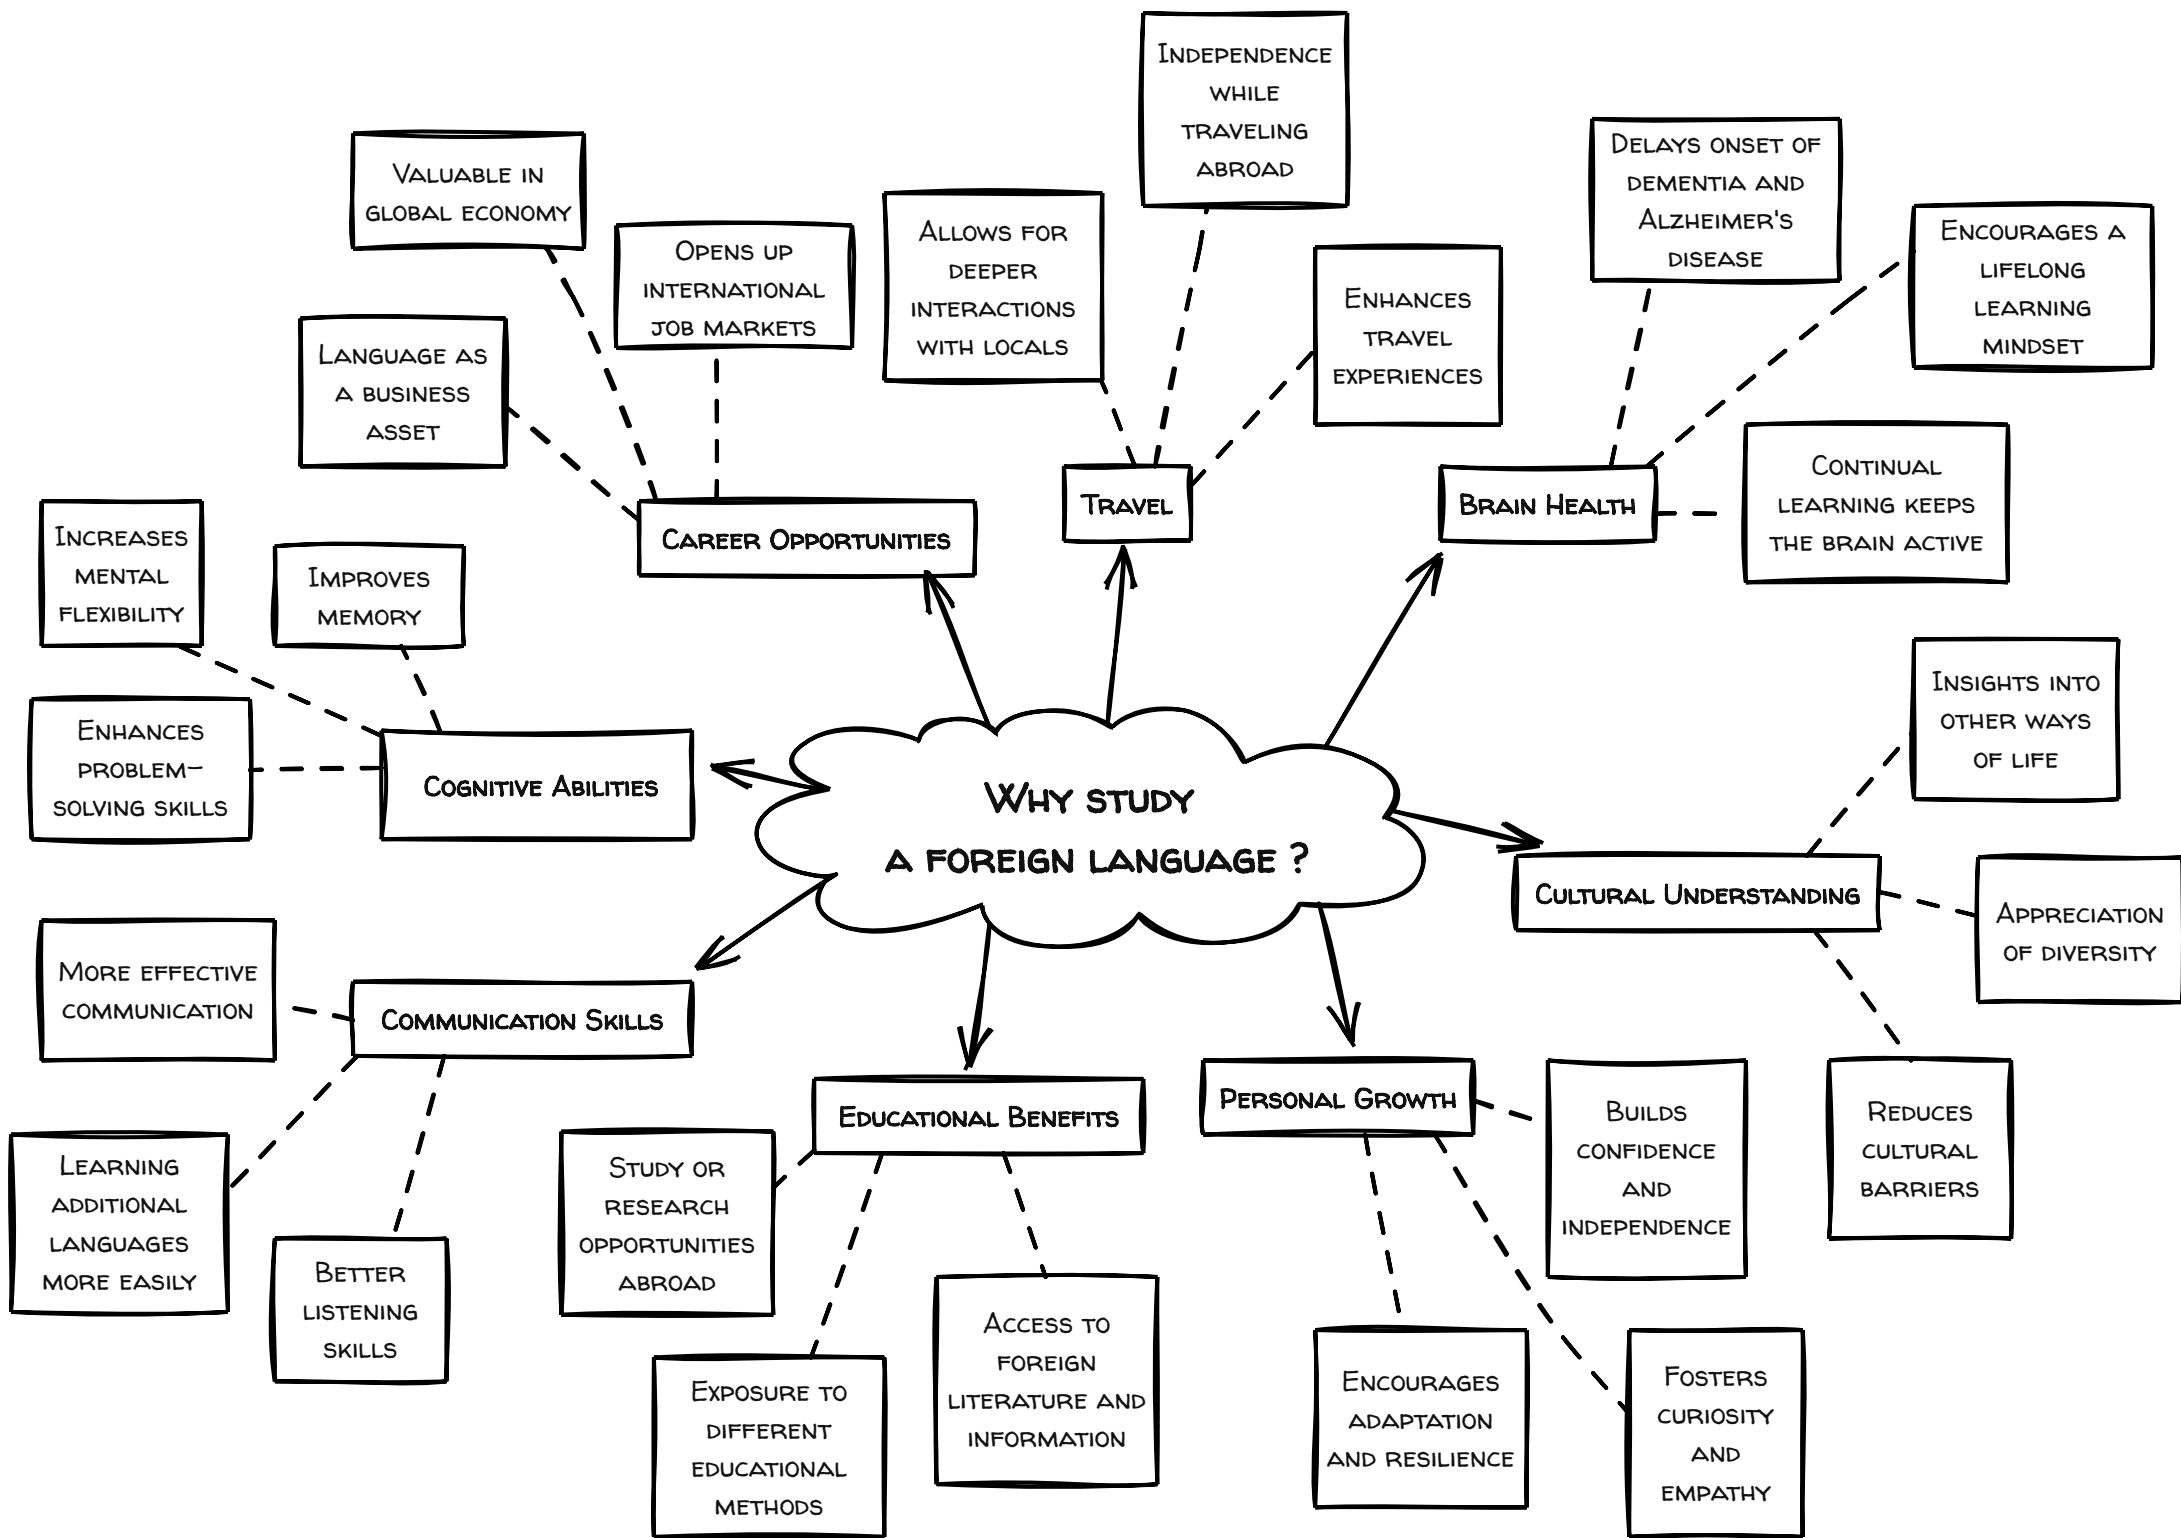 Why study
a foreign language ?
Career Opportunities
Valuable in
global economy
Opens up
international
job markets
Language as
a business
asset
Travel
Allows for
deeper
interactions
with locals
Independence
while
traveling
abroad
Enhances
travel
experiences
Brain Health
Delays onset of
dementia and
Alzheimer's
disease
Encourages a
lifelong
learning
mindset
Continual
learning keeps
the brain active
Cultural Understanding
Insights into
other ways
of life
Appreciation
of diversity
Reduces
cultural
barriers
Personal Growth
Builds
confidence
and
independence
Fosters
curiosity
and
empathy
Encourages
adaptation
and resilience
Educational Benefits
Study or
research
opportunities
abroad
Exposure to
different
educational
methods
Access to
foreign
literature and
information
Communication Skills
More effective
communication
Learning
additional
languages
more easily
Better
listening
skills
Cognitive Abilities
Increases
mental
flexibility
Improves
memory
Enhances
problem-
solving skills